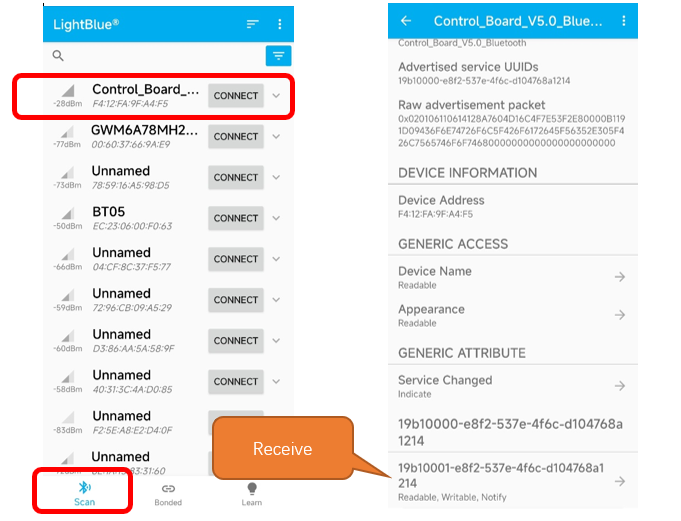 LightBlue®
-28dBm
Control_Board_...
F4:12:FA:9F:A4:F5
CONNECT
-77dBm
GWM6A78MH2...
00:60:37:66:9A:E9
CONNECT
-73dBm
Unnamed
78:59:16:A5:98:D5
CONNECT
-50dBm
BT05
EC:23:06:00:F0:63
CONNECT
-66dBm
Unnamed
04:CF:8C:37:F5:77
CONNECT
-59dBm
Unnamed
72:96:CB:09:A5:29
CONNECT
-60dBm
Unnamed
D3:86:AA:5A:58:9F
CONNECT
-58dBm
Unnamed
40:31:3C:4A:D0:85
CONNECT
-83dBm
Unnamed
F2:5E:A8:E2:D4:0F
Unnamed
Scan
Bonded
Learn
Receive
Control_Board_V5.0_Blue...
Control_Board_V5.0_Bluetooth
Advertised service UUIDs
19b10000-e8f2-537e-4f6c-d104768a1214
Raw advertisement packet
0x020106110614128A7604D16C4F7E53F2E80000B119
1D09436F6E74726F6C5F426F6172645F56352E305F4
26C7565746F6F74680000000000000000000000
DEVICE INFORMATION
Device Address
F4:12:FA:9F:A4:F5
GENERIC ACCESS
Device Name
Readable
Appearance
Readable
GENERIC ATTRIBUTE
Service Changed
Indicate
19b10000-e8f2-537e-4f6c-d104768a
1214
19b10001-e8f2-537e-4f6c-d104768a1
214
Readable, Writable, Notify